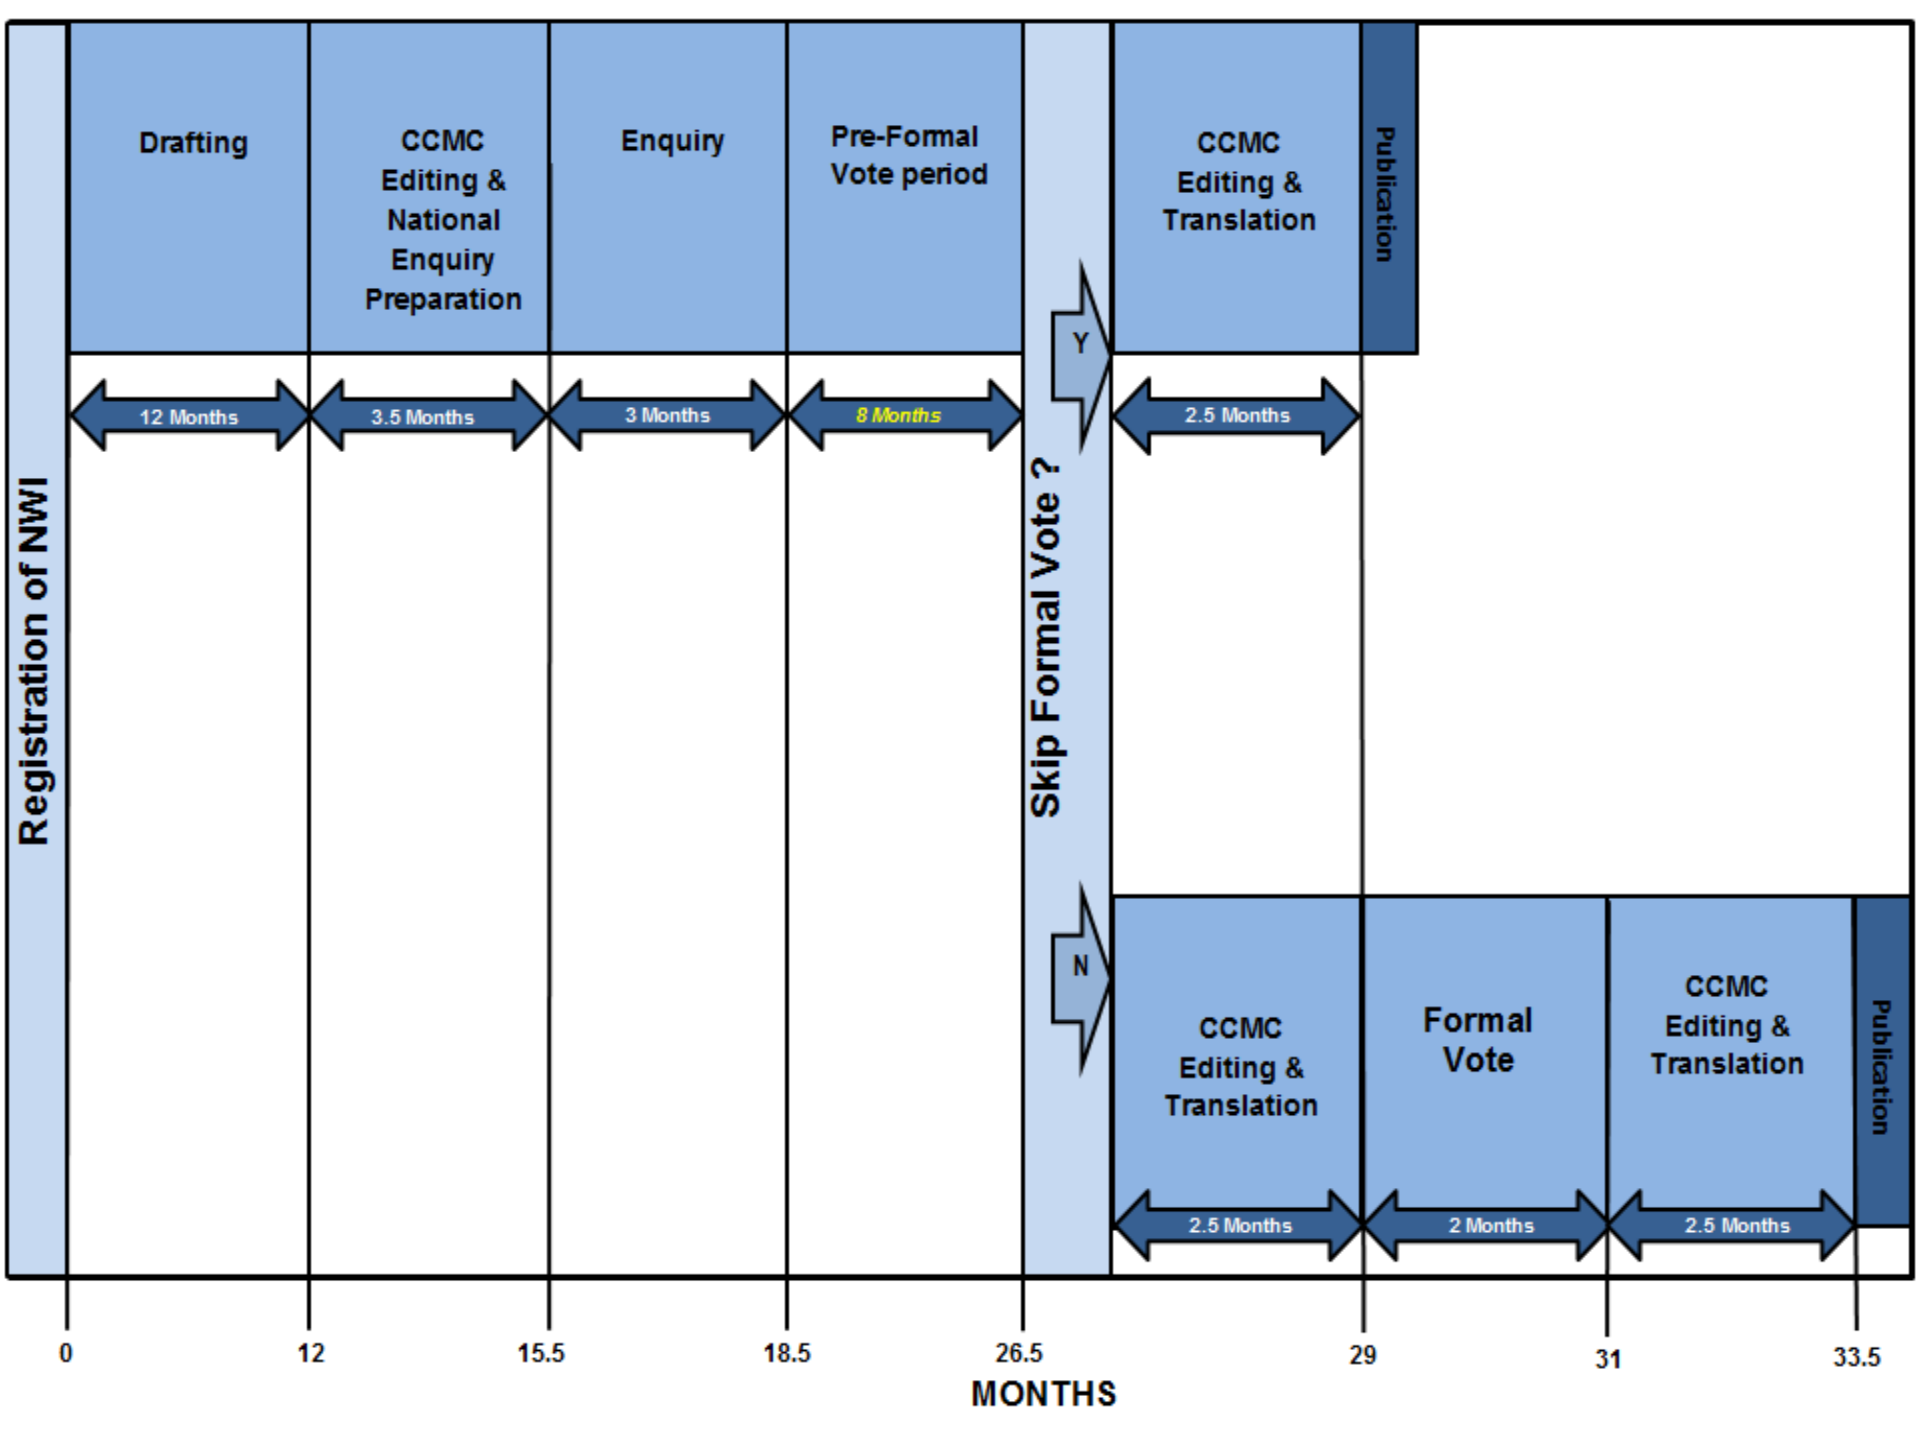 Registration of NWI
Drafting
CCMC
Editing &
National
Enquiry
Preparation
Enquiry
Pre-Formal
Vote period
12 Months
3.5 Months
3 Months
8 Months
Skip Formal Vote ?
Y
CCMC
Editing &
Translation
Publication
2.5 Months
N
CCMC
Editing &
Translation
Formal
Vote
CCMC
Editing &
Translation
Publication
2.5 Months
2 Months
2.5 Months
0
12
15.5
18.5
26.5
29
31
33.5
MONTHS